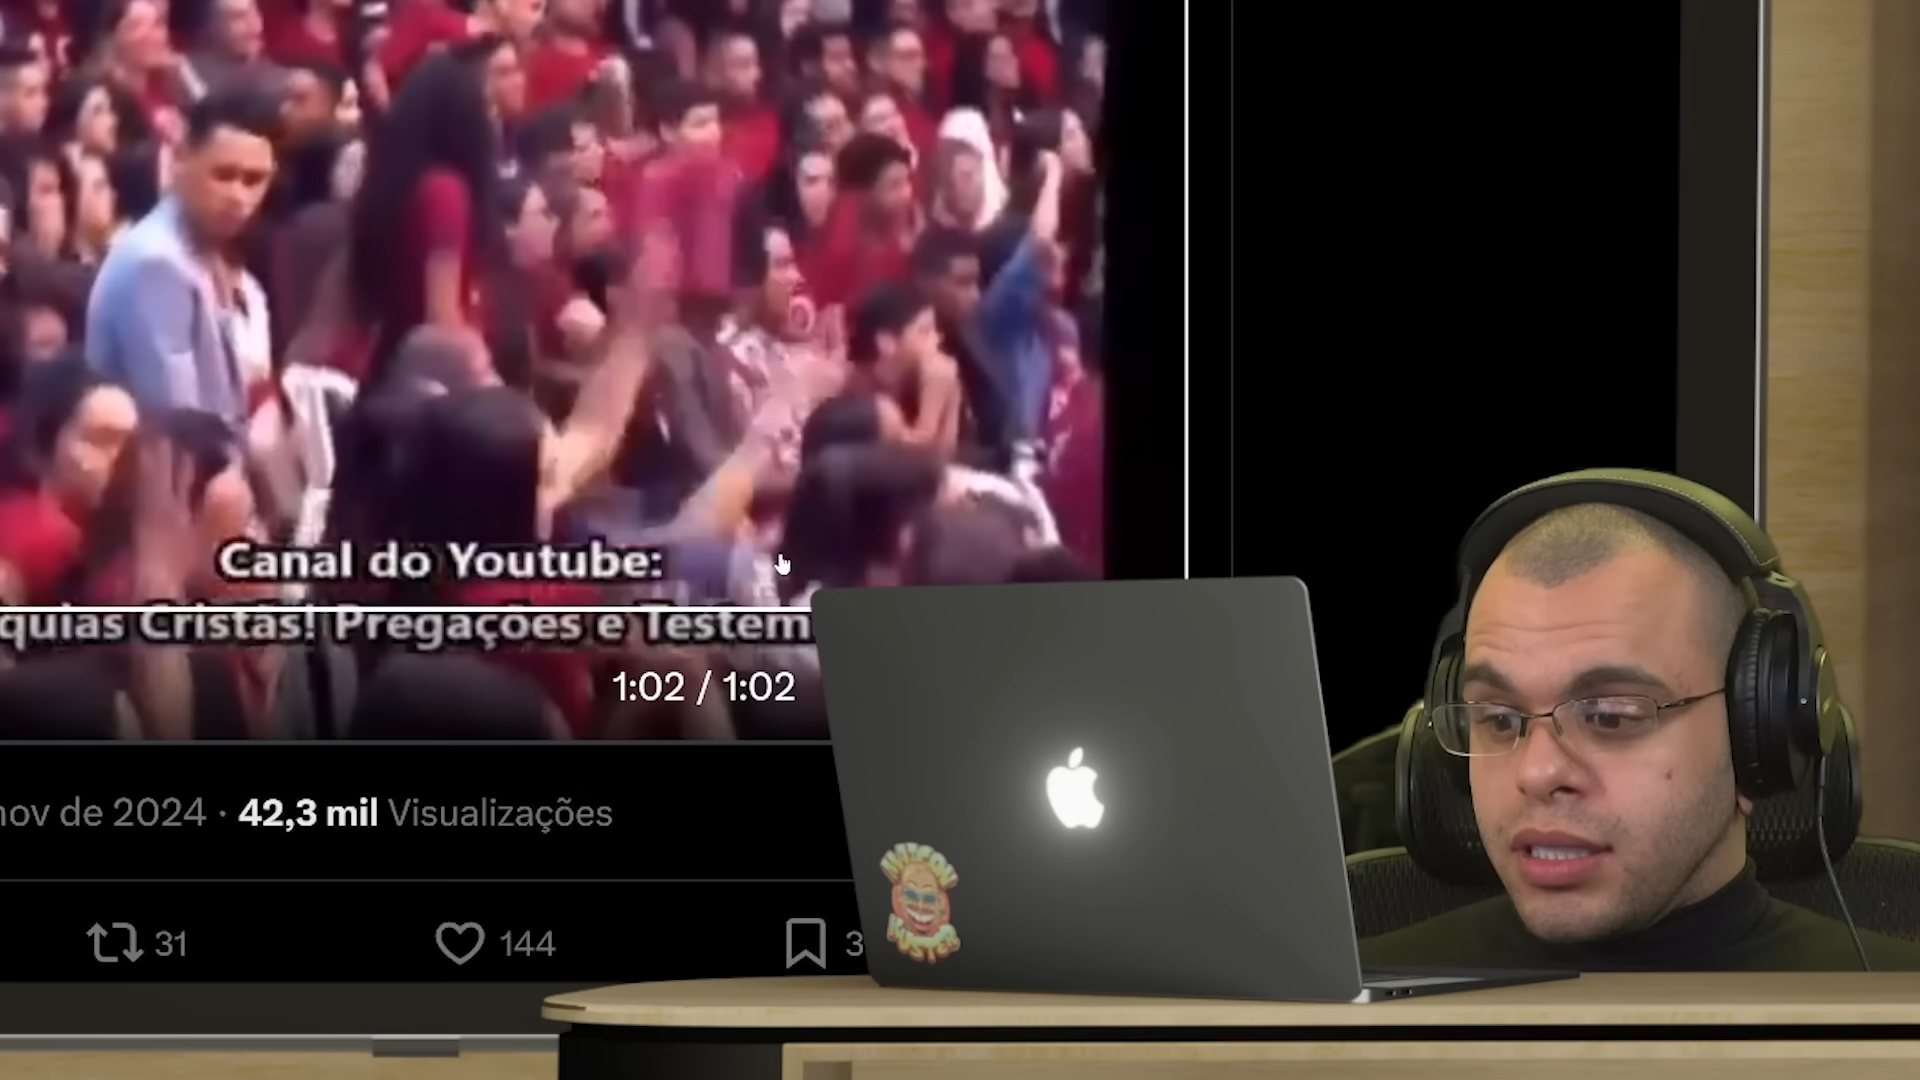 Canal do Youtube:
quias Cristãs! Pregações e Testem
1:02 / 1:02
nov de 2024 · 42,3 mil Visualizações
31
144
3